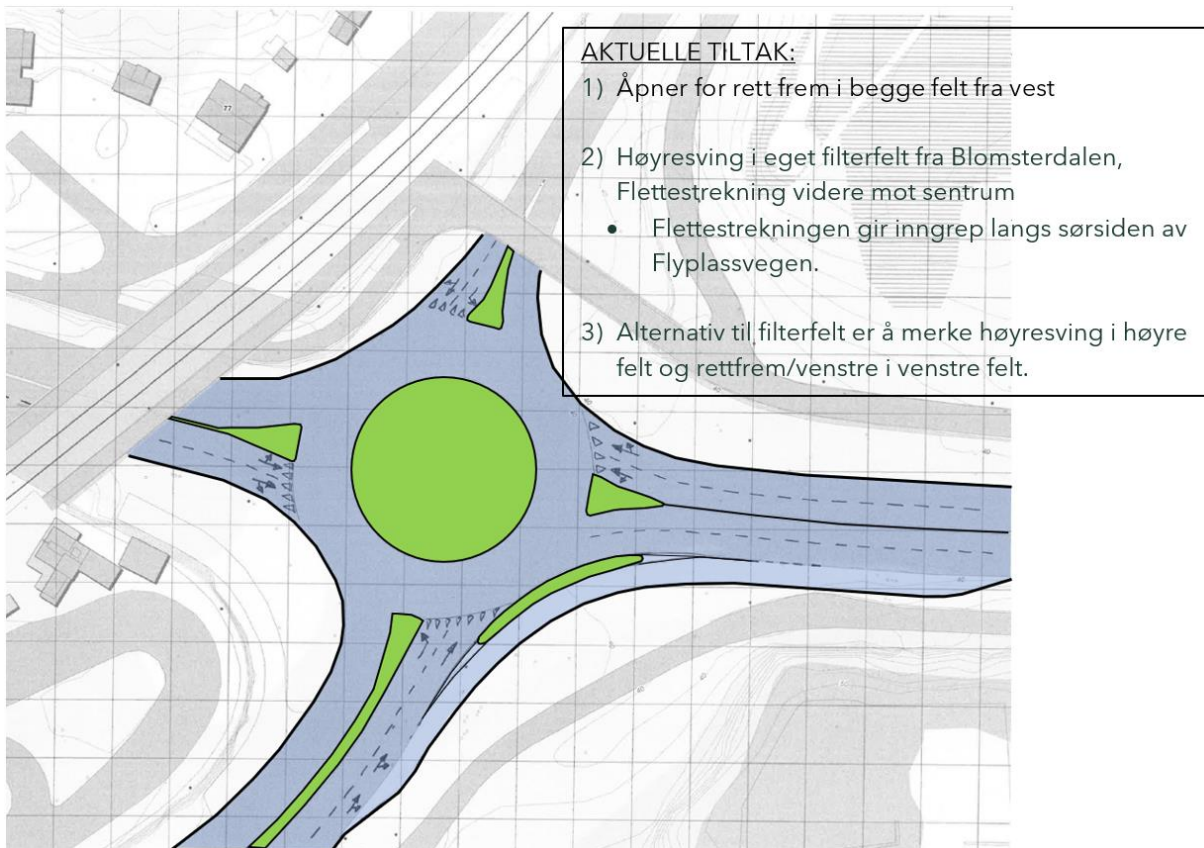 AKTUELLE TILTAK:
1) Åpner for rett frem i begge felt fra vest
2) Høyresving i eget filterfelt fra Blomsterdalen,
Flettestrekning videre mot sentrum
• Flettestrekningen gir inngrep langs sørsiden av
Flyplassvegen.
3) Alternativ til filterfelt er å merke høyresving i høyre
felt og rettfrem/venstre i venstre felt.
77